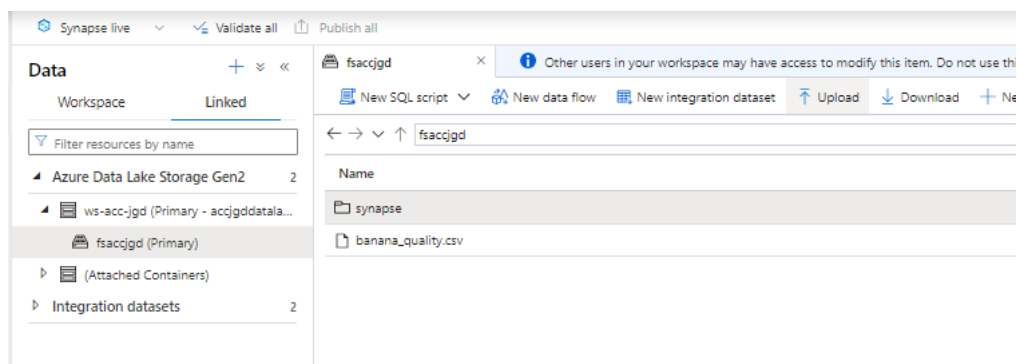 Synapse live Validate all Publish all
Data
Workspace Linked
Filter resources by name
Azure Data Lake Storage Gen2 2
ws-acc-jgd (Primary - accjgddatala...
fsaccjgd (Primary)
(Attached Containers)
Integration datasets 2
fsaccjgd
Other users in your workspace may have access to modify this item. Do not use
New SQL script New data flow New integration dataset Upload Download
fsaccjgd
Name
synapse
banana_quality.csv